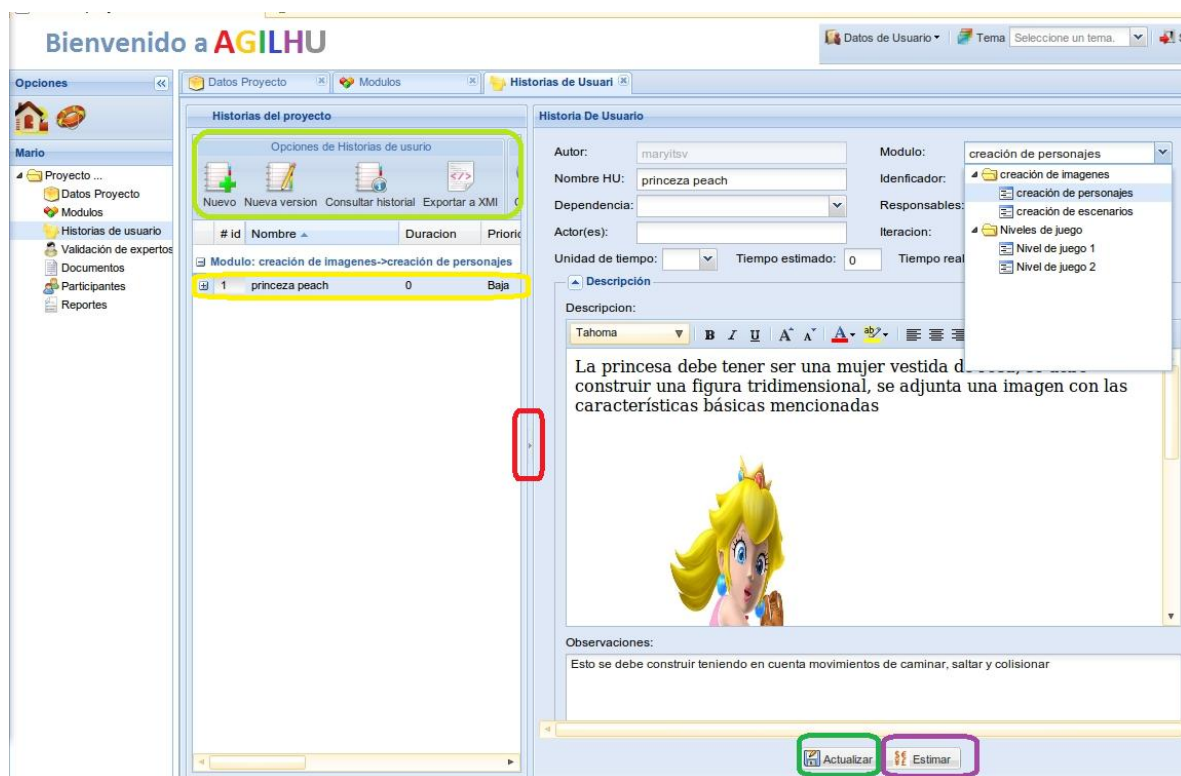 Bienvenido a AGILHU
Datos de Usuario
Tema
Seleccione un tema.
Opciones
Mario
Proyecto ...
Datos Proyecto
Modulos
Historias de usuario
Validación de expertos
Documentos
Participantes
Reportes
Datos Proyecto
Modulos
Historias de Usuari
Historias del proyecto
Opciones de Historias de usurio
Nuevo
Nueva version
Consultar historial
Exportar a XMI
# id
Nombre
Duracion
Modulo: creación de imagenes->creación de personajes
1
princeza peach
0
Baja
Historia De Usuario
Autor:
maryitsv
Modulo:
creación de personajes
Nombre HU:
princeza peach
Idenficador:
Dependencia:
Responsables:
Actor(es):
Iteracion:
Unidad de tiempo:
Tiempo estimado:
0
Tiempo real
creación de imagenes
creación de personajes
creación de escenarios
Niveles de juego
Nivel de juego 1
Nivel de juego 2
Descripción
Descripcion:
Tahoma
B I U A A A ab
La princesa debe tener ser una mujer vestida
construir una figura tridimensional, se adjunta una imagen con las
características básicas mencionadas
Observaciones:
Esto se debe construir teniendo en cuenta movimientos de caminar, saltar y colisionar
Actualizar
Estimar